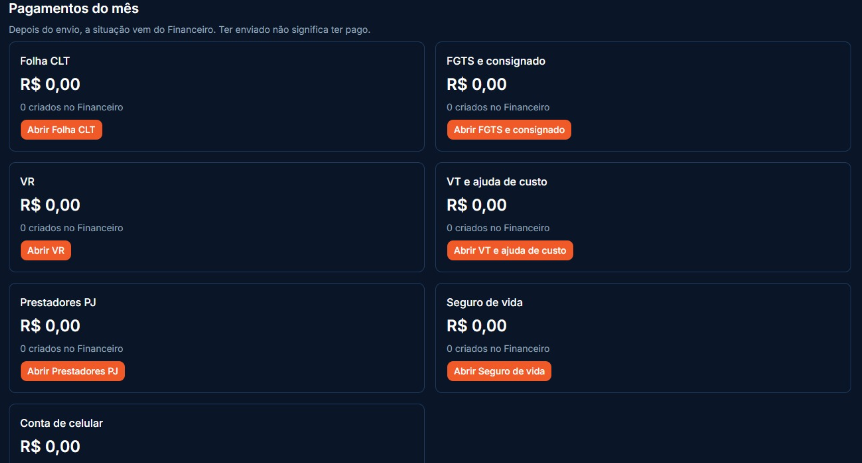 Pagamentos do mês
Depois do envio, a situação vem do Financeiro. Ter enviado não significa ter pago.
Folha CLT
R$ 0,00
0 criados no Financeiro
Abrir Folha CLT
FGTS e consignado
R$ 0,00
0 criados no Financeiro
Abrir FGTS e consignado
VR
R$ 0,00
0 criados no Financeiro
Abrir VR
VT e ajuda de custo
R$ 0,00
0 criados no Financeiro
Abrir VT e ajuda de custo
Prestadores PJ
R$ 0,00
0 criados no Financeiro
Abrir Prestadores PJ
Seguro de vida
R$ 0,00
0 criados no Financeiro
Abrir Seguro de vida
Conta de celular
R$ 0,00